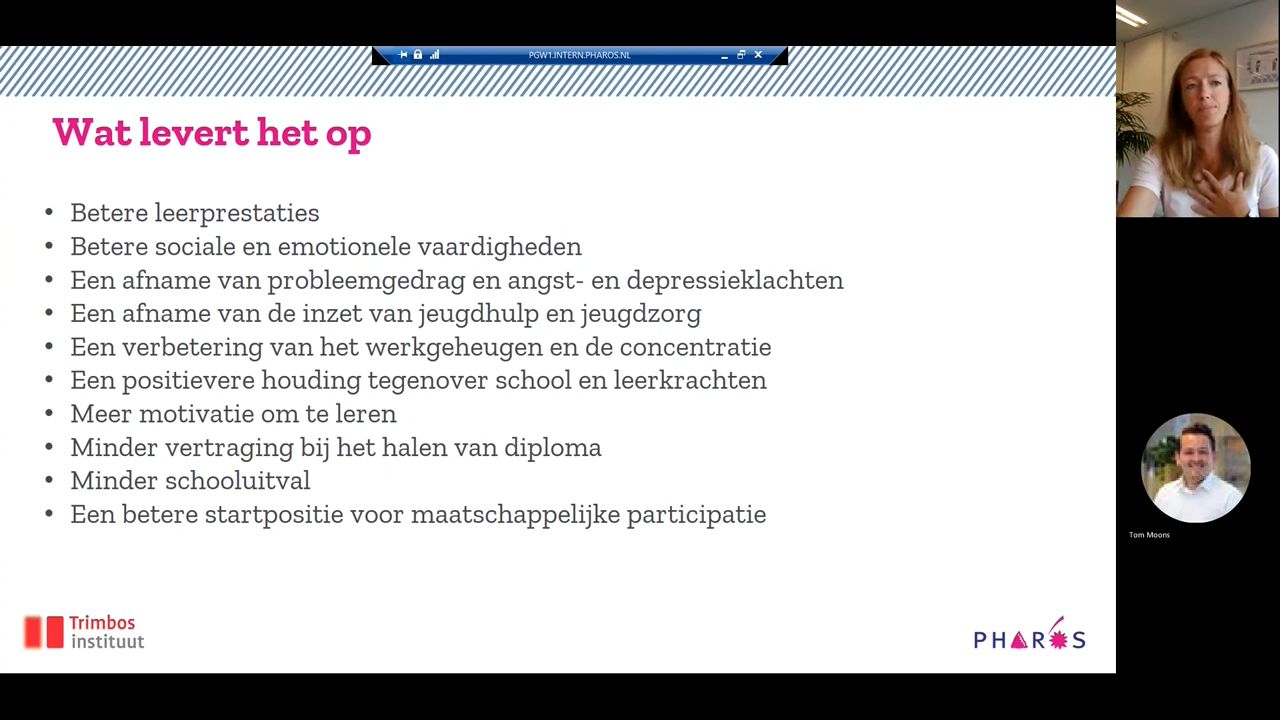 PGW1.INTERN.PHAROS.NL
Wat levert het op
• Betere leerprestaties
• Betere sociale en emotionele vaardigheden
• Een afname van probleemgedrag en angst- en depressieklachten
• Een afname van de inzet van jeugdhulp en jeugdzorg
• Een verbetering van het werkgeheugen en de concentratie
• Een positievere houding tegenover school en leerkrachten
• Meer motivatie om te leren
• Minder vertraging bij het halen van diploma
• Minder schooluitval
• Een betere startpositie voor maatschappelijke participatie
Trimbos
instituut
PHAROS
Tom Moons